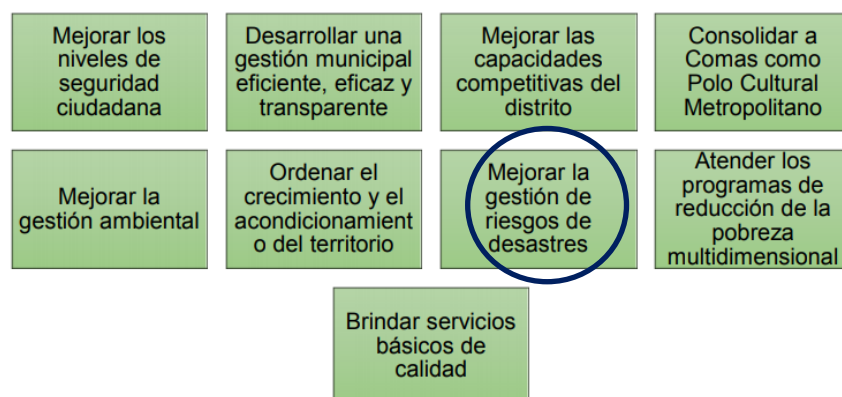 Mejorar los
niveles de
seguridad
ciudadana
Desarrollar una
gestión municipal
eficiente, eficaz y
transparente
Mejorar las
capacidades
competitivas del
distrito
Consolidar a
Comas como
Polo Cultural
Metropolitano
Mejorar la
gestión ambiental
Ordenar el
crecimiento y el
acondicionamient
o del territorio
Mejorar la
gestión de
riesgos de
desastres
Atender los
programas de
reducción de la
pobreza
multidimensional
Brindar servicios
básicos de
calidad